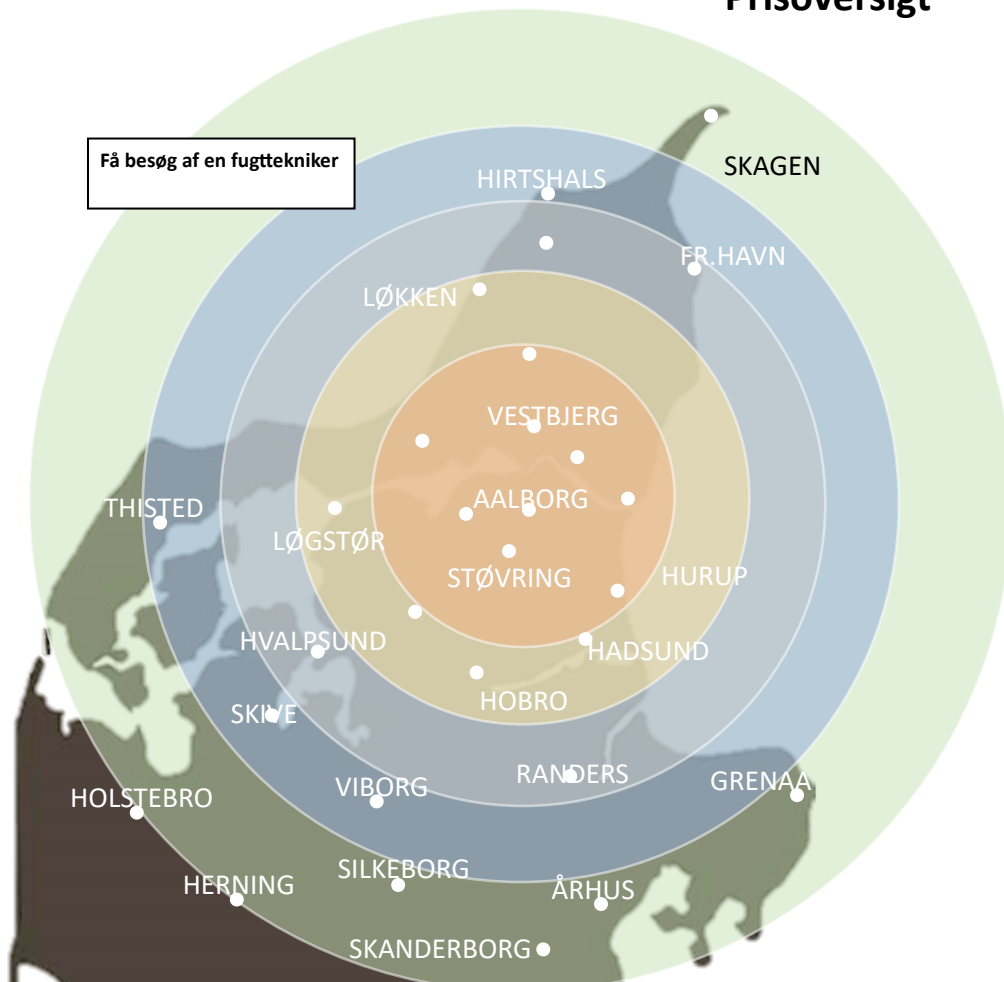 Prisoversigt
Få besøg af en fugttekniker
SKAGEN
HIRTSHALS
FR.HAVN
LØKKEN
VESTBJERG
AALBORG
THISTED
LØGSTØR
STØVRING
HURUP
HVALPSUND
HADSUND
HOBRO
SKIVE
RANDERS
GRENAA
VIBORG
HOLSTEBRO
SILKEBORG
HERNING
ÅRHUS
SKANDERBORG